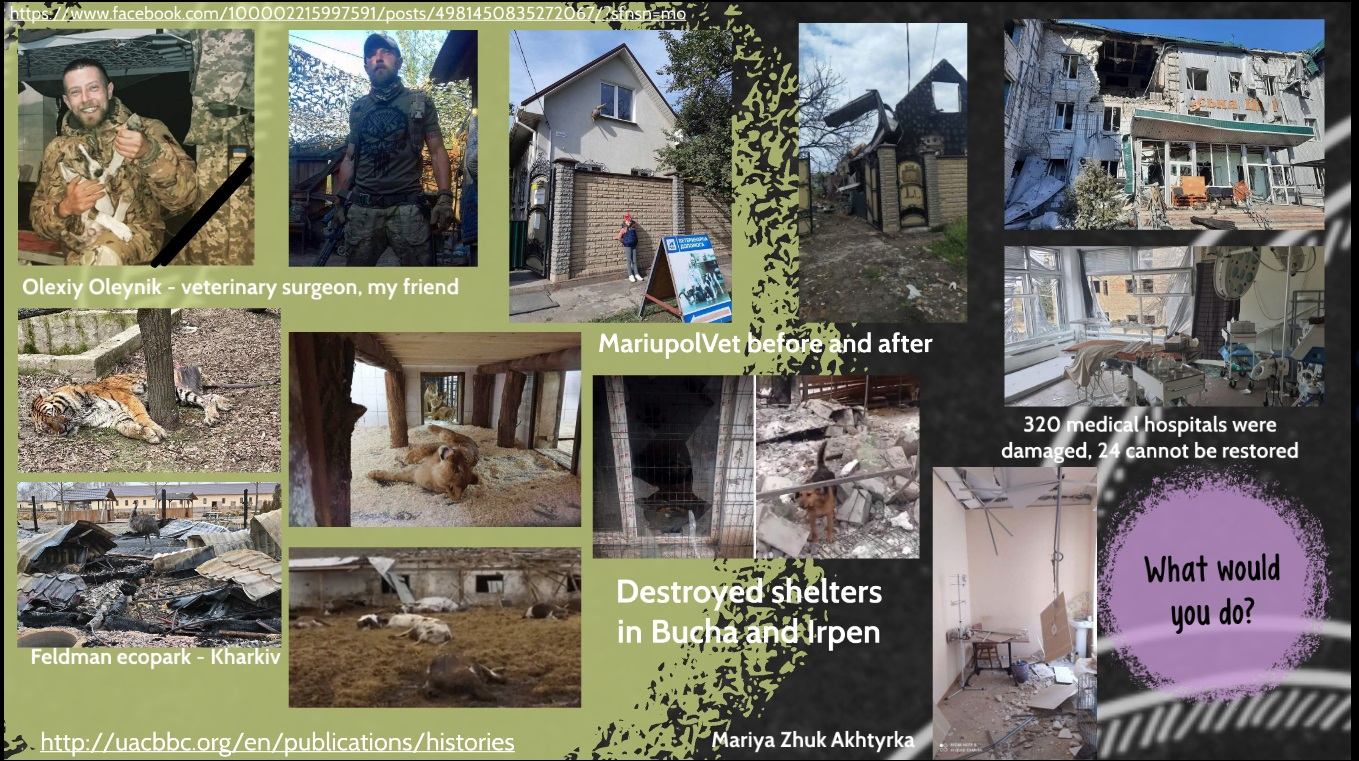 https://www.facebook.com/100002215997591/posts/4981450835272067/?sfnsn=mo
Olexiy Oleynik - veterinary surgeon, my friend
ВЕТЕРИНАРНА
ДОПОМОГА
MariupolVet before and after
320 medical hospitals were
damaged, 24 cannot be restored
Destroyed shelters
in Bucha and Irpen
What would
you do?
Feldman ecopark - Kharkiv
http://uacbbc.org/en/publications/histories
Mariya Zhuk Akhtyrka